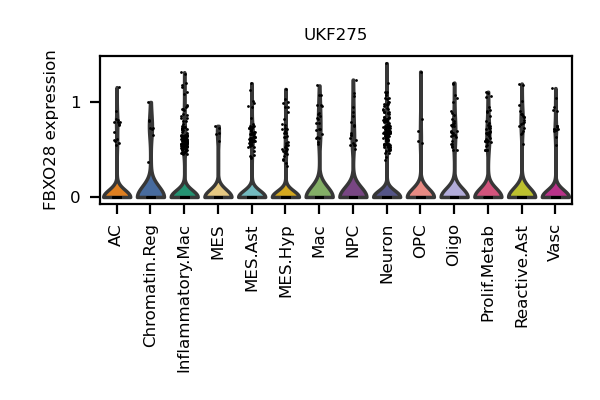 UKF275
FBXO28 expression
1
0
AC
Chromatin.Reg
Inflammatory.Mac
MES
MES.Ast
MES.Hyp
Mac
NPC
Neuron
OPC
Oligo
Prolif.Metab
Reactive.Ast
Vasc